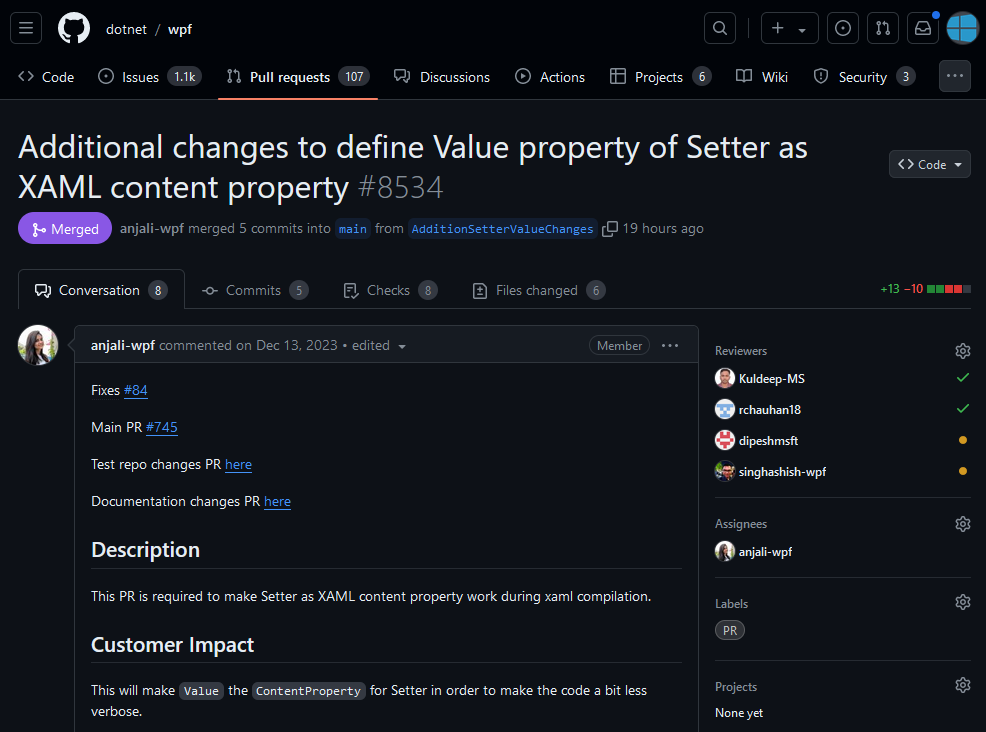 dotnet / wpf
Code Issues 1.1k Pull requests 107 Discussions Actions Projects 6 Wiki Security 3
Additional changes to define Value property of Setter as
XAML content property #8534
Code
Merged anjali-wpf merged 5 commits into main from AdditionSetterValueChanges 19 hours ago
Conversation 8 Commits 5 Checks 8 Files changed 6 +13 −10
anjali-wpf commented on Dec 13, 2023 • edited Member
Fixes #84
Main PR #745
Test repo changes PR here
Documentation changes PR here
Description
This PR is required to make Setter as XAML content property work during xaml compilation.
Customer Impact
This will make Value the ContentProperty for Setter in order to make the code a bit less
verbose.
Reviewers
Kuldeep-MS
rchauhan18
dipeshmsft
singhashish-wpf
Assignees
anjali-wpf
Labels
PR
Projects
None yet